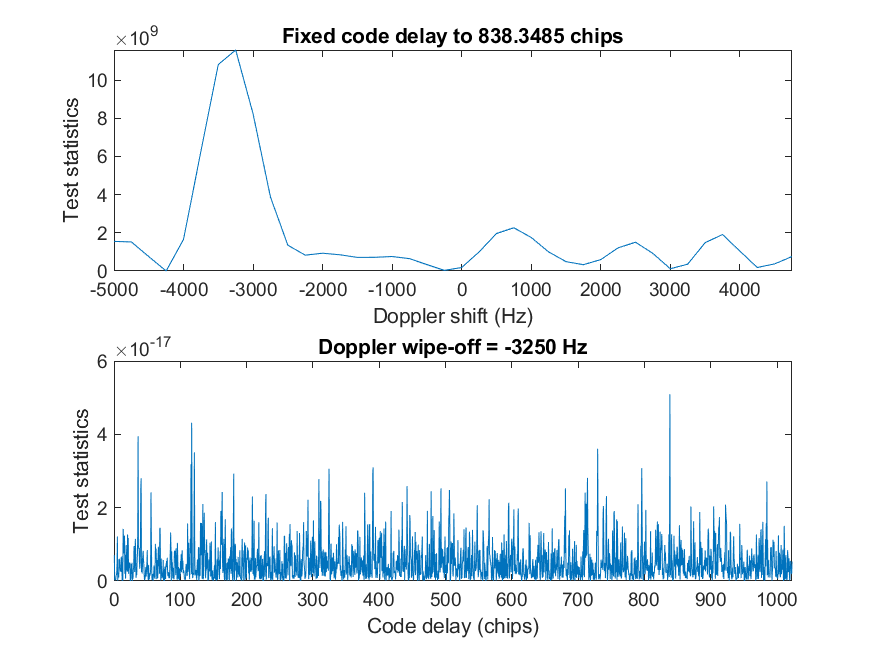 ×10^9
Fixed code delay to 838.3485 chips
Test statistics
10
8
6
4
2
0
-5000 -4000 -3000 -2000 -1000 0 1000 2000 3000 4000
Doppler shift (Hz)
×10^-17
Doppler wipe-off = -3250 Hz
Test statistics
6
4
2
0
0 100 200 300 400 500 600 700 800 900 1000
Code delay (chips)